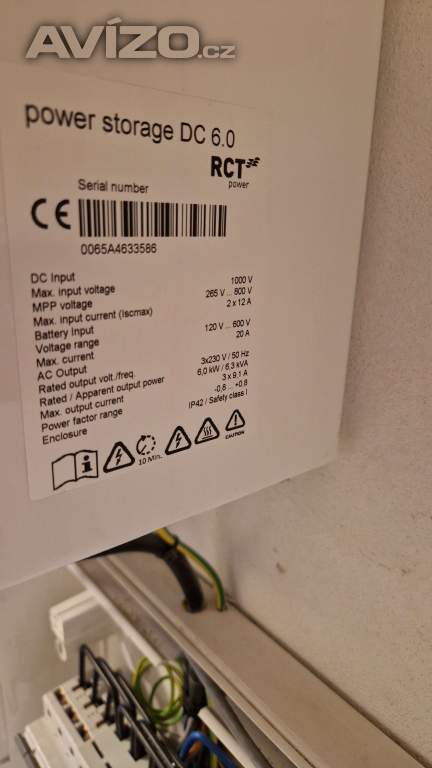 AVÍZO.cz
power storage DC 6.0
RCT
power
Serial number
CE
0065A4633586
DC Input
Max. input voltage 1000 V
MPP voltage 265 V ... 800 V
Max. input current (Iscmax) 2 x 12 A
Battery Input
Voltage range 120 V ... 600 V
Max. current 20 A
AC Output
Rated output volt./freq. 3x230 V / 50 Hz
Rated / Apparent output power 6,0 kW / 6,3 kVA
Max. output current 3 x 9,1 A
Power factor range -0,8 ... +0,8
Enclosure IP42 / Safety class I
10 Min.
CAUTION